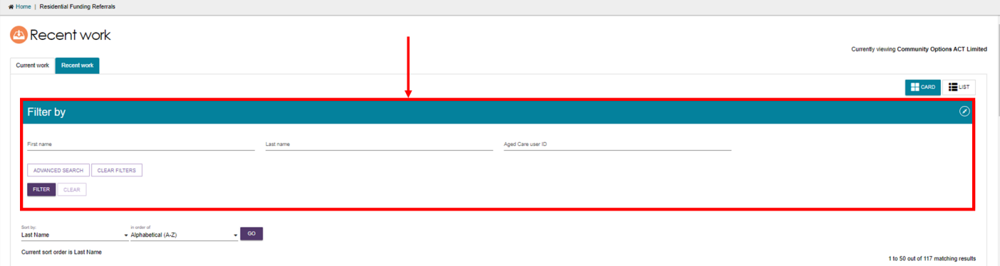 Home | Residential Funding Referrals
Recent work
Currently viewing Community Options ACT Limited
Current work Recent work
CARD LIST
Filter by
First name Last name Aged Care user ID
ADVANCED SEARCH CLEAR FILTERS
FILTER CLEAR
Sort by: in order of
Last Name Alphabetical (A-Z) GO
Current sort order is Last Name
1 to 50 out of 117 matching results